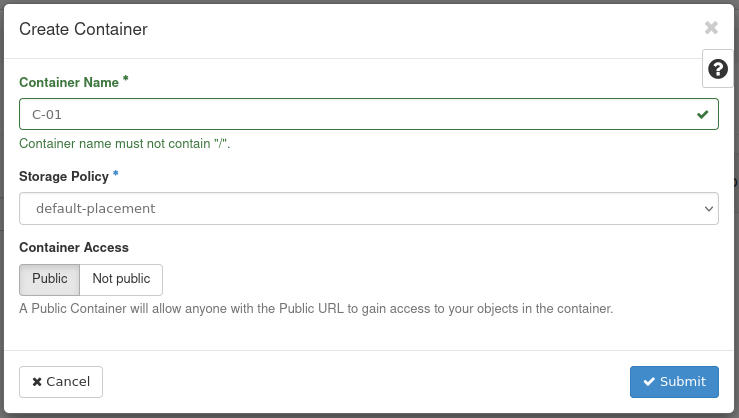 Create Container
Container Name *
C-01
Container name must not contain "/".
Storage Policy *
default-placement
Container Access
Public Not public
A Public Container will allow anyone with the Public URL to gain access to your objects in the container.
Cancel Submit